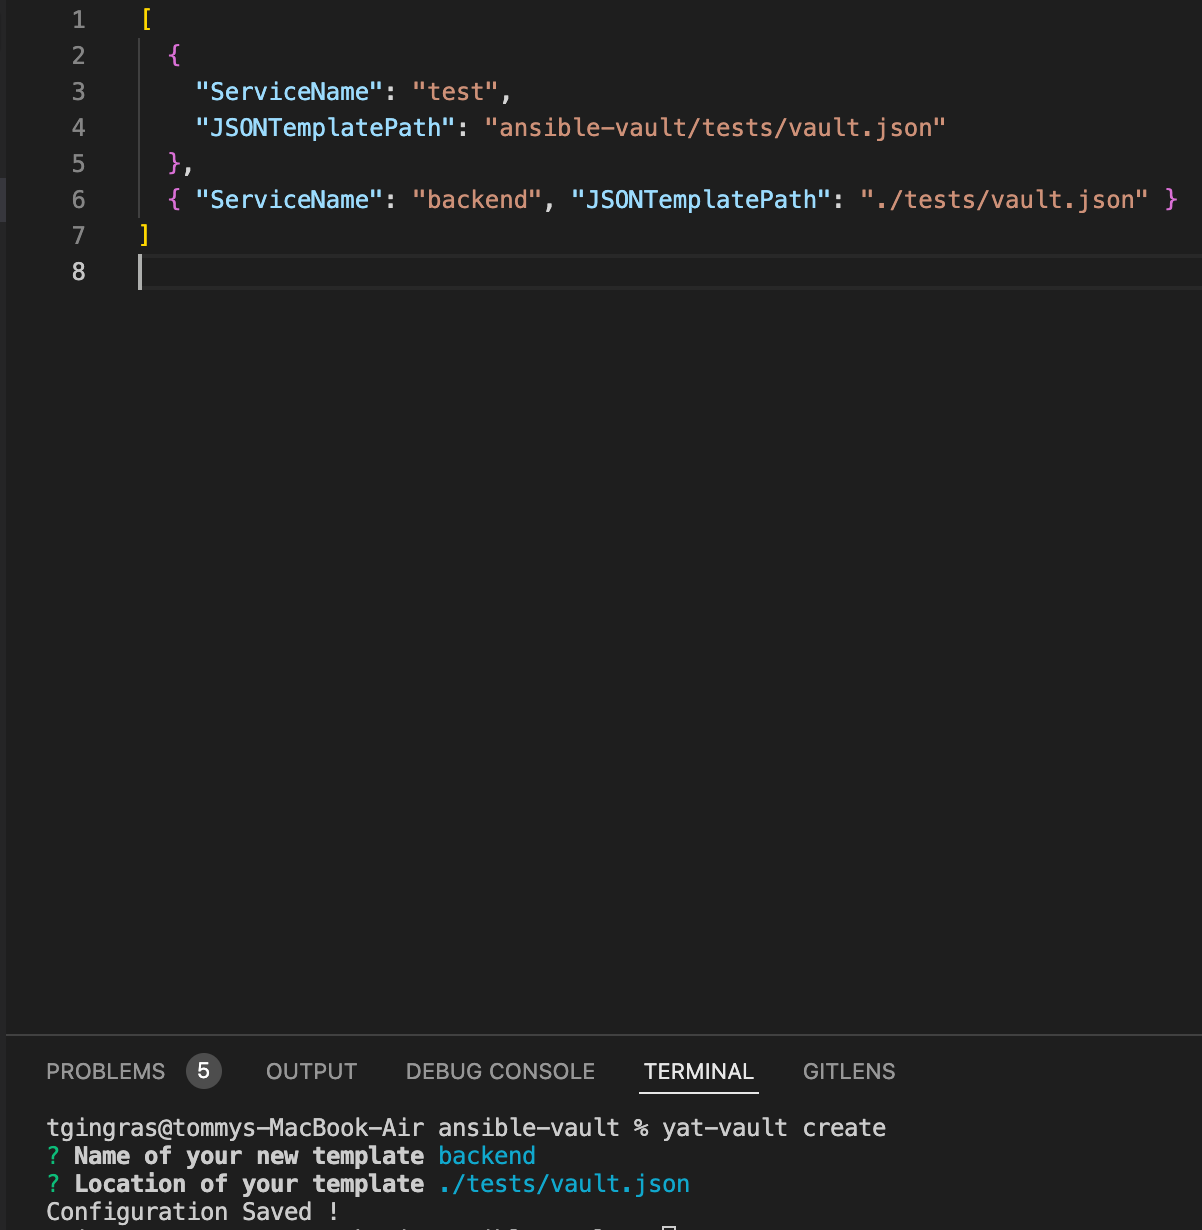 1 [
2 {
3 "ServiceName": "test",
4 "JSONTemplatePath": "ansible-vault/tests/vault.json"
5 },
6 { "ServiceName": "backend", "JSONTemplatePath": "./tests/vault.json" }
7 ]
8
PROBLEMS 5 OUTPUT DEBUG CONSOLE TERMINAL GITLENS
tgingras@tommys-MacBook-Air ansible-vault % yat-vault create
? Name of your new template backend
? Location of your template ./tests/vault.json
Configuration Saved !